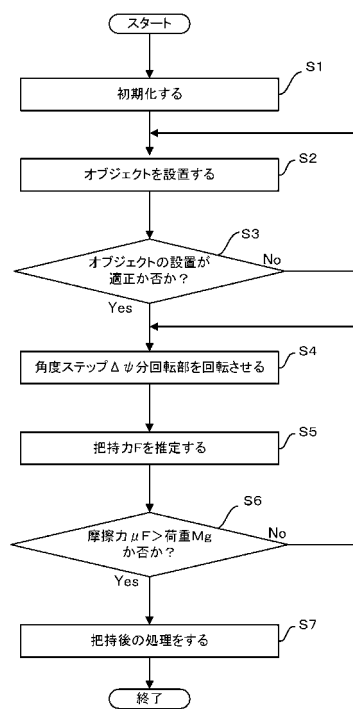 スタート
S1
初期化する
S2
オブジェクトを設置する
S3
オブジェクトの設置が
適正か否か？
No
Yes
S4
角度ステップΔψ分回転部を回転させる
S5
把持力Fを推定する
S6
摩擦力μF＞荷重Mg
か否か？
No
Yes
S7
把持後の処理をする
終了